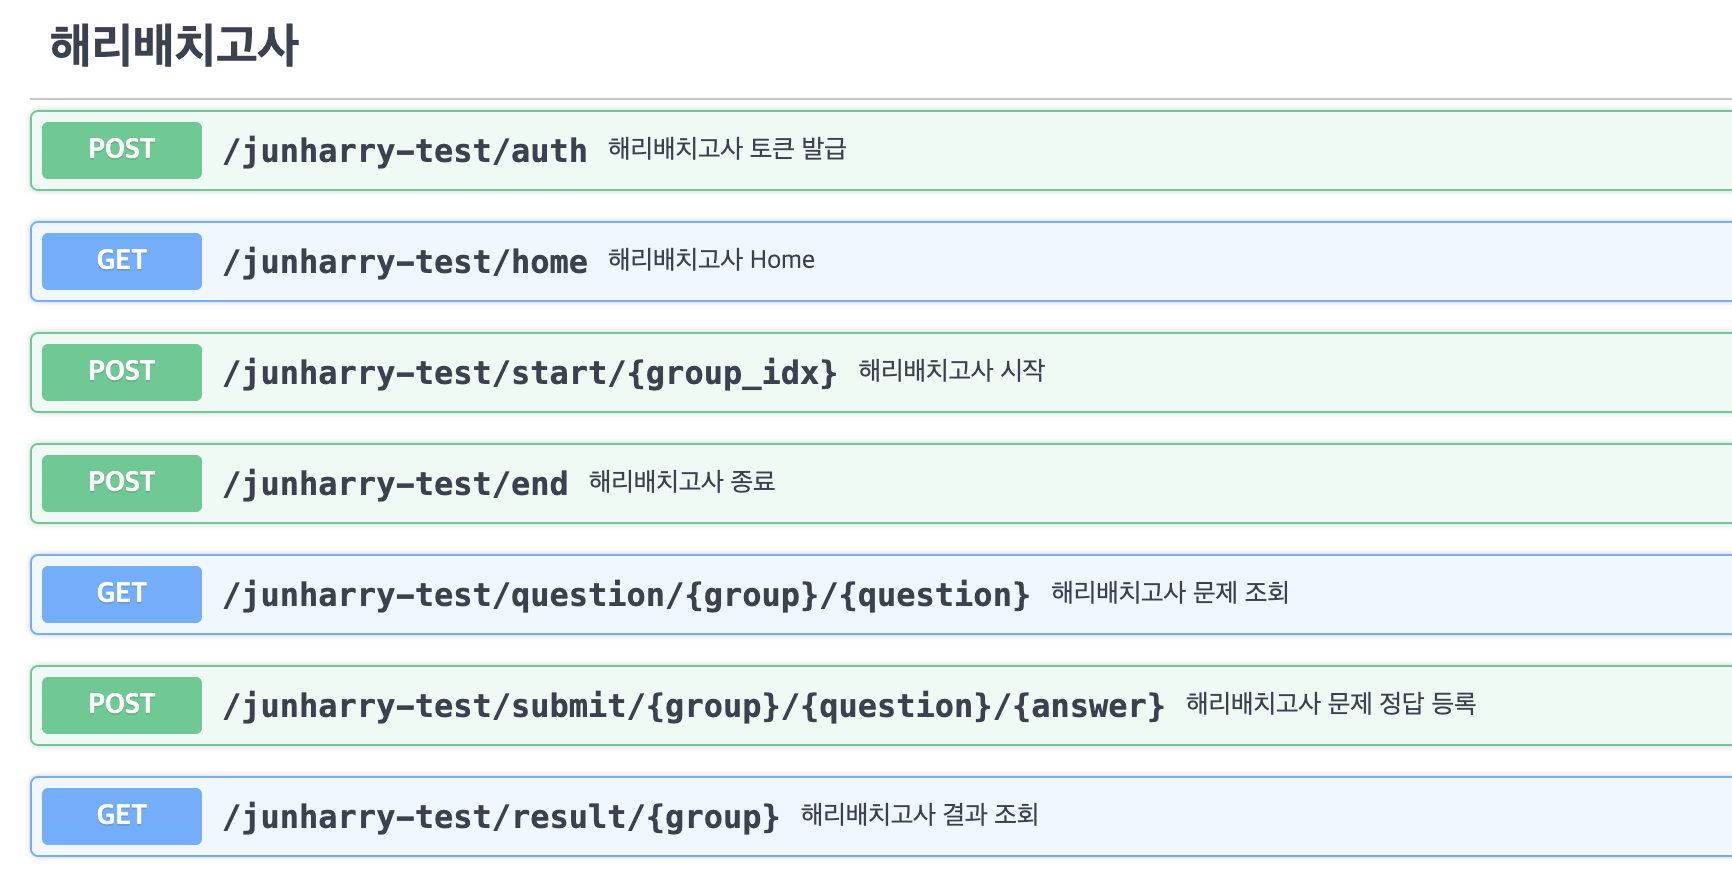 해리배치고사
POST /junharry-test/auth 해리배치고사 토큰 발급
GET /junharry-test/home 해리배치고사 Home
POST /junharry-test/start/{group_idx} 해리배치고사 시작
POST /junharry-test/end 해리배치고사 종료
GET /junharry-test/question/{group}/{question} 해리배치고사 문제 조회
POST /junharry-test/submit/{group}/{question}/{answer} 해리배치고사 문제 정답 등록
GET /junharry-test/result/{group} 해리배치고사 결과 조회